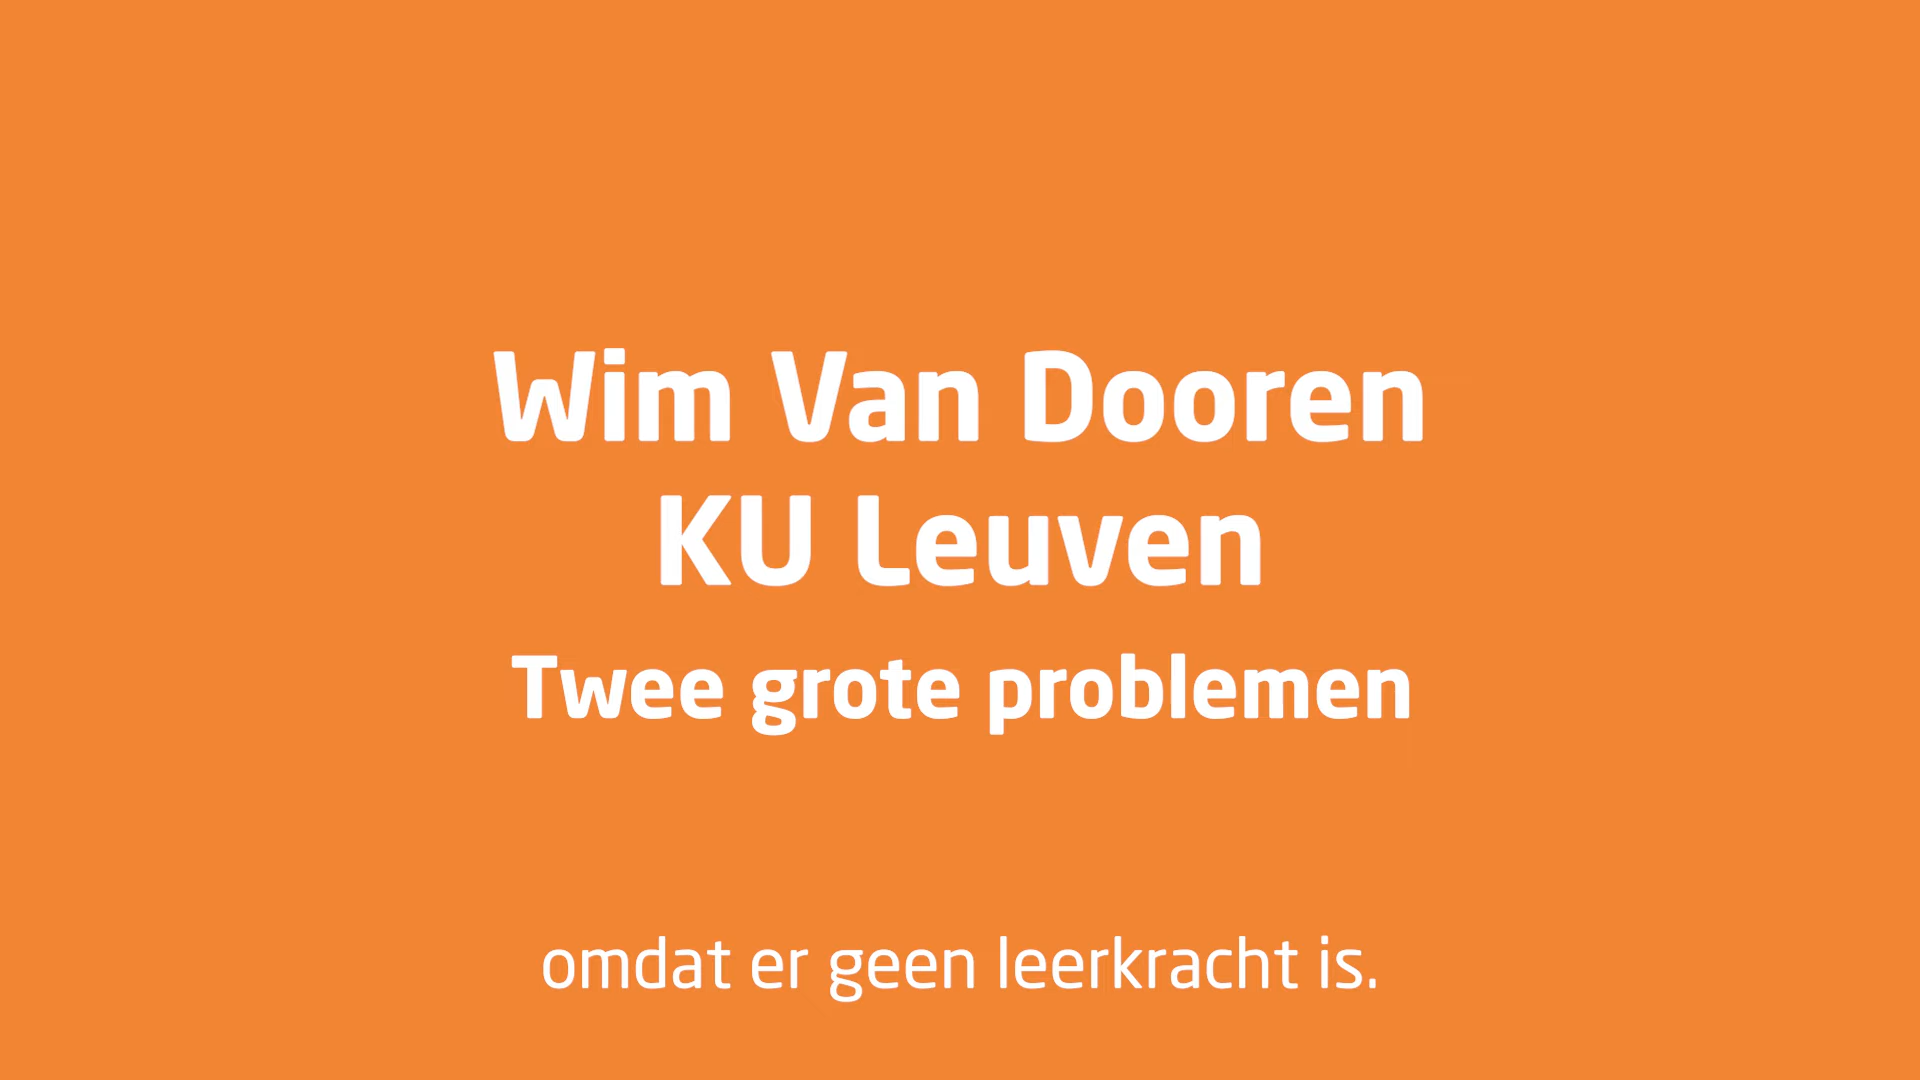 Wim Van Dooren
KU Leuven
Twee grote problemen
omdat er geen leerkracht is.